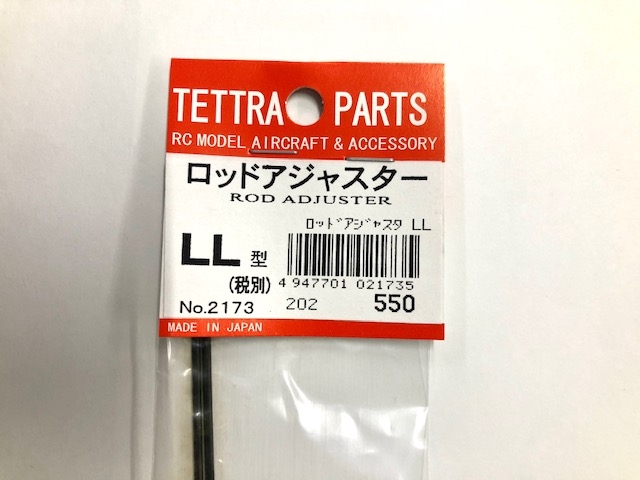 TETTRA PARTS
RC MODEL AIRCRAFT & ACCESSORY
ロッドアジャスター
ROD ADJUSTER
ﾛｯﾄﾞｱｼﾞｬｽﾀ LL
LL型
(税別)
4 947701 021735
No.2173
202
550
MADE IN JAPAN